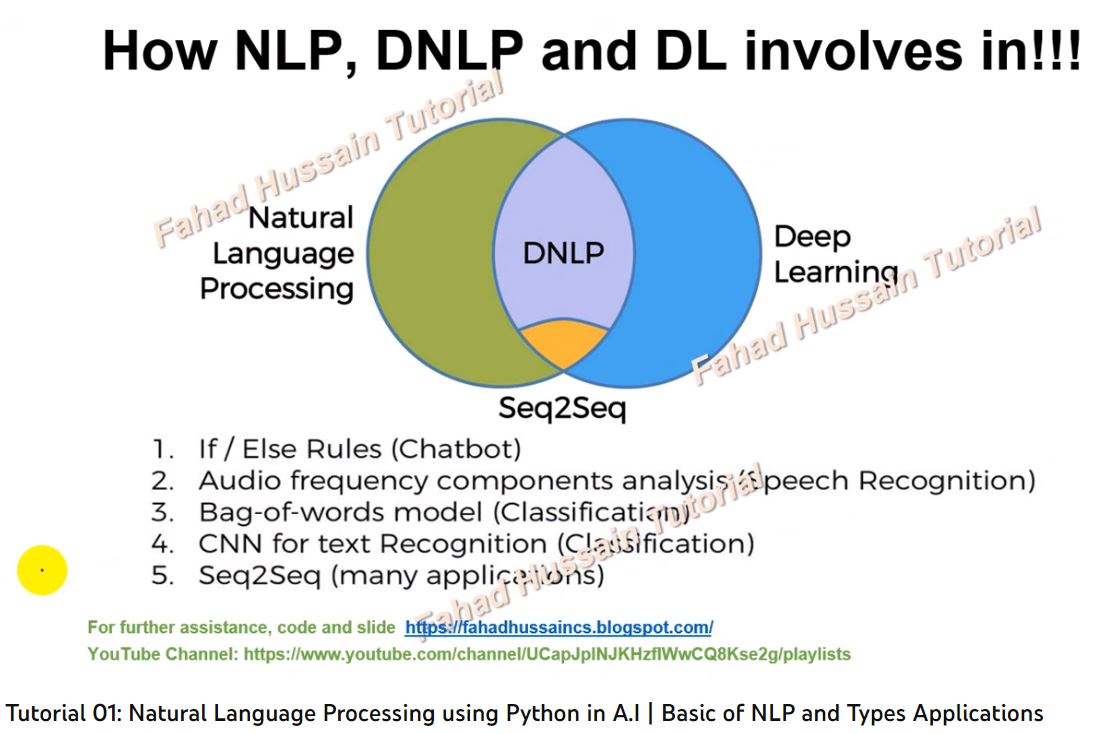 How NLP, DNLP and DL involves in!!!
Fahad Hussain Tutorial
Natural
Language
Processing
DNLP
Deep
Learning
Fahad Hussain Tutorial
Seq2Seq
1. If / Else Rules (Chatbot)
2. Audio frequency components analysis (Speech Recognition)
3. Bag-of-words model (Classification)
4. CNN for text Recognition (Classification)
5. Seq2Seq (many applications)
Fahad Hussain Tutorial
For further assistance, code and slide https://fahadhussaincs.blogspot.com/
YouTube Channel: https://www.youtube.com/channel/UCapJpINJKHzflWwCQ8Kse2g/playlists
Tutorial 01: Natural Language Processing using Python in A.I | Basic of NLP and Types Applications